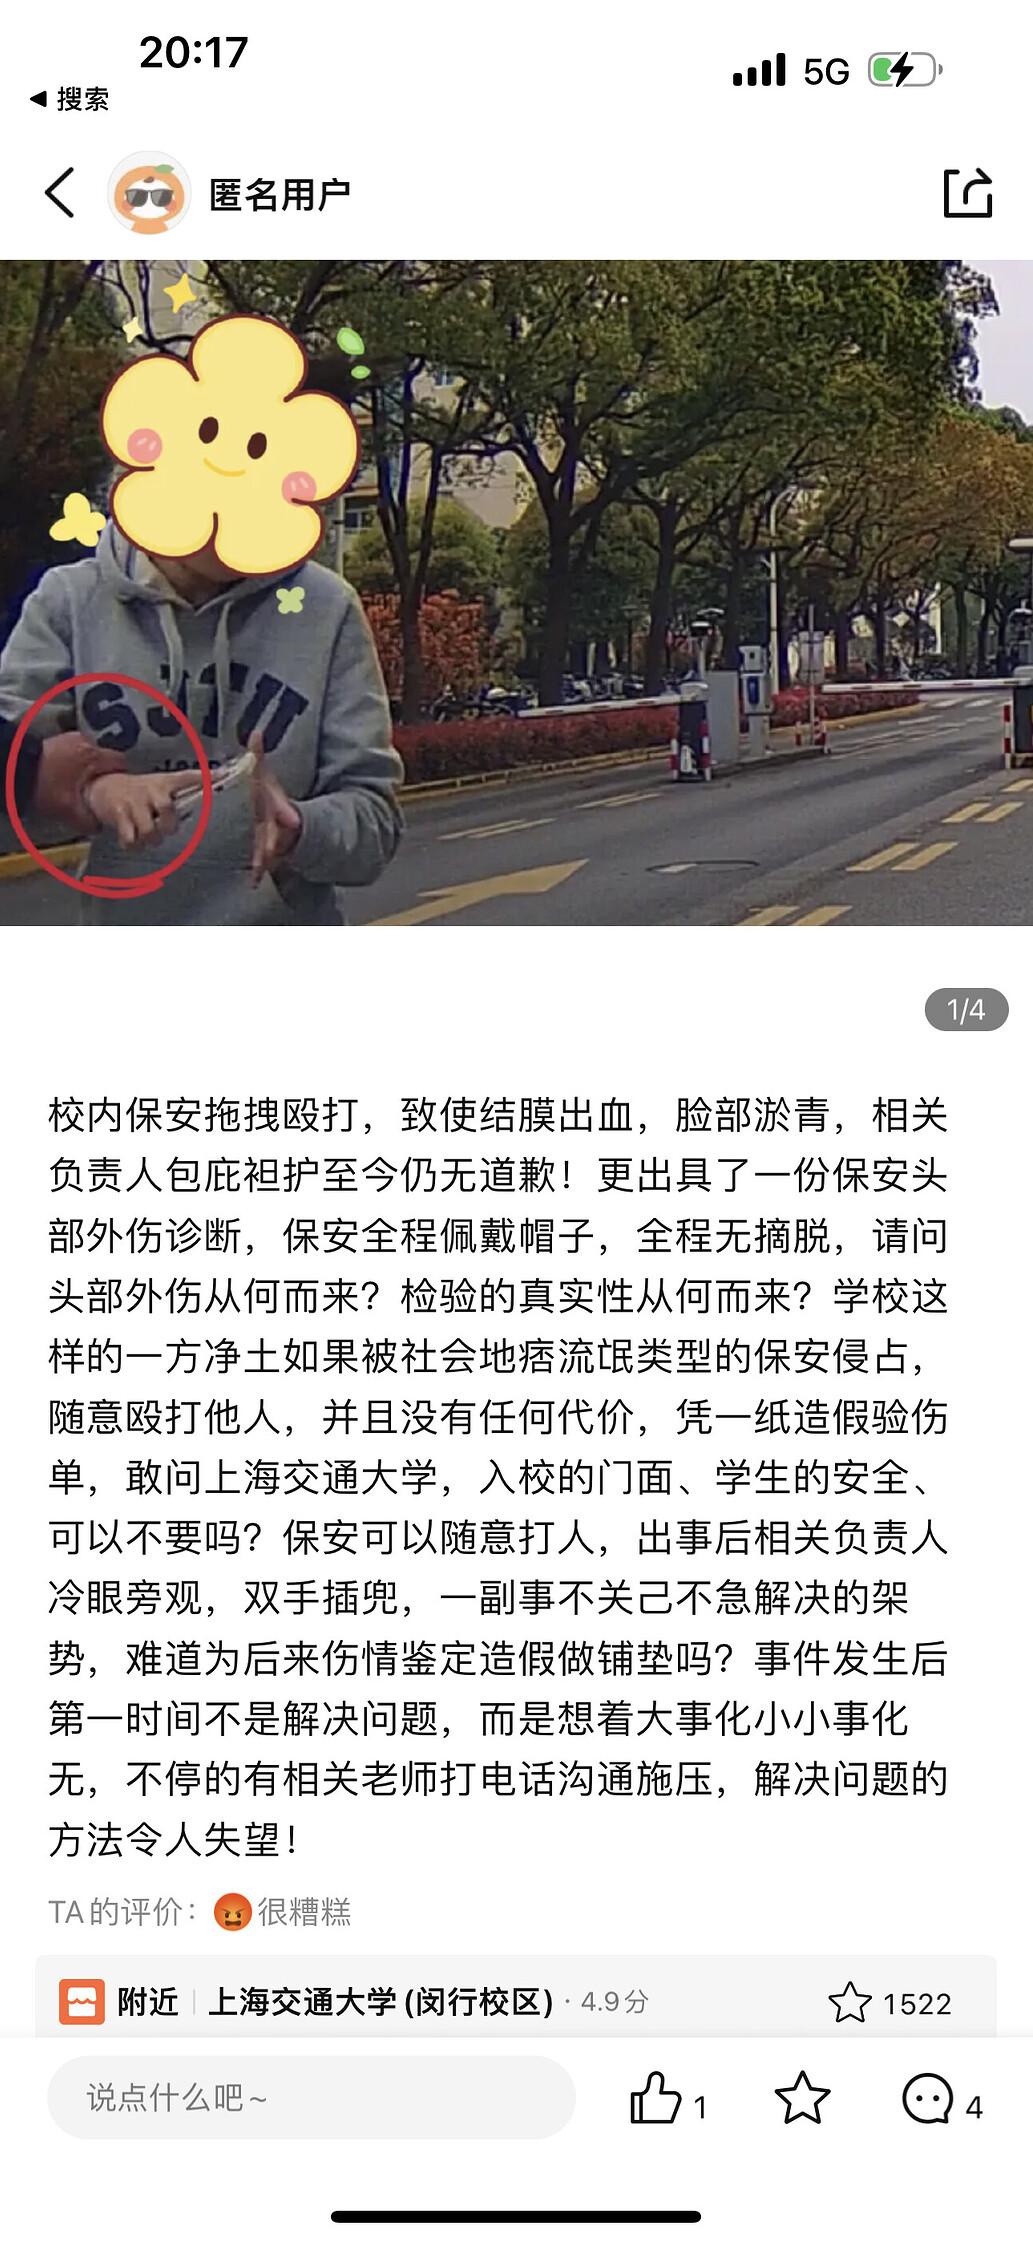 20:17
5G
搜索
匿名用户
SJTU
1/4
校内保安拖拽殴打，致使结膜出血，脸部淤青，相关
负责人包庇袒护至今仍无道歉！更出具了一份保安头
部外伤诊断，保安全程佩戴帽子，全程无摘脱，请问
头部外伤从何而来？检验的真实性从何而来？学校这
样的一方净土如果被社会地痞流氓类型的保安侵占，
随意殴打他人，并且没有任何代价，凭一纸造假验伤
单，敢问上海交通大学，入校的门面、学生的安全、
可以不要吗？保安可以随意打人，出事后相关负责人
冷眼旁观，双手插兜，一副事不关己不急解决的架
势，难道为后来伤情鉴定造假做铺垫吗？事件发生后
第一时间不是解决问题，而是想着大事化小小事化
无，不停的有相关老师打电话沟通施压，解决问题的
方法令人失望！
TA的评价：很糟糕
附近 | 上海交通大学(闵行校区) · 4.9分 1522
说点什么吧~ 1 4